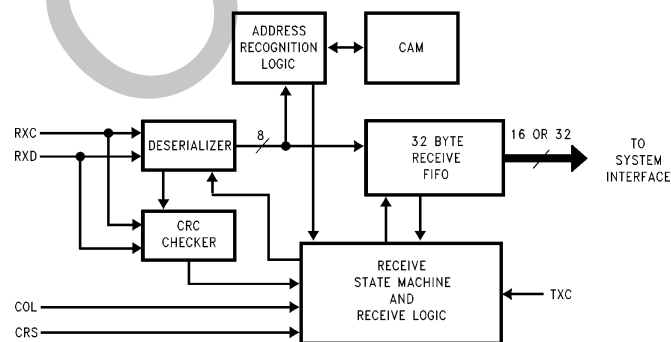 ADDRESS
RECOGNITION
LOGIC
CAM
RXC
RXD
DESERIALIZER
8
32 BYTE
RECEIVE
FIFO
16 OR 32
TO
SYSTEM
INTERFACE
CRC
CHECKER
RECEIVE
STATE MACHINE
AND
RECEIVE LOGIC
TXC
COL
CRS